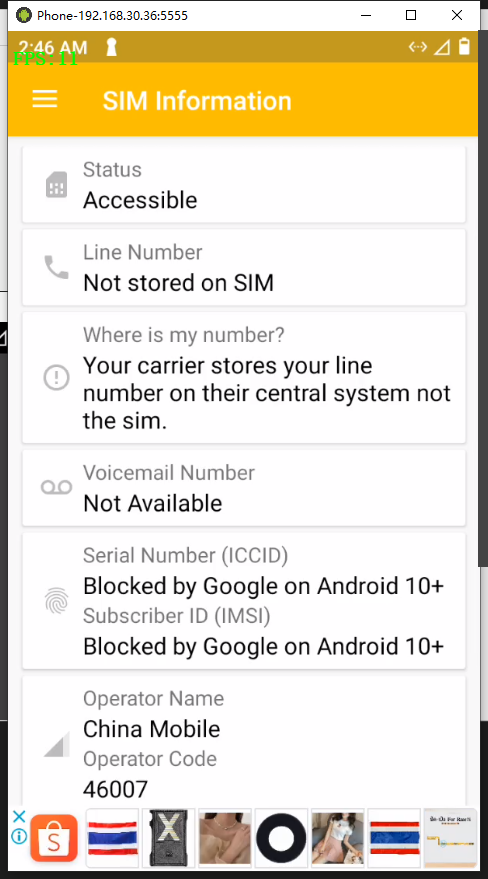 Phone-192.168.30.36:5555
2:46 AM
FPS:11
SIM Information
Status
Accessible
Line Number
Not stored on SIM
Where is my number?
Your carrier stores your line
number on their central system not
the sim.
Voicemail Number
Not Available
Serial Number (ICCID)
Blocked by Google on Android 10+
Subscriber ID (IMSI)
Blocked by Google on Android 10+
Operator Name
China Mobile
Operator Code
46007
S
X